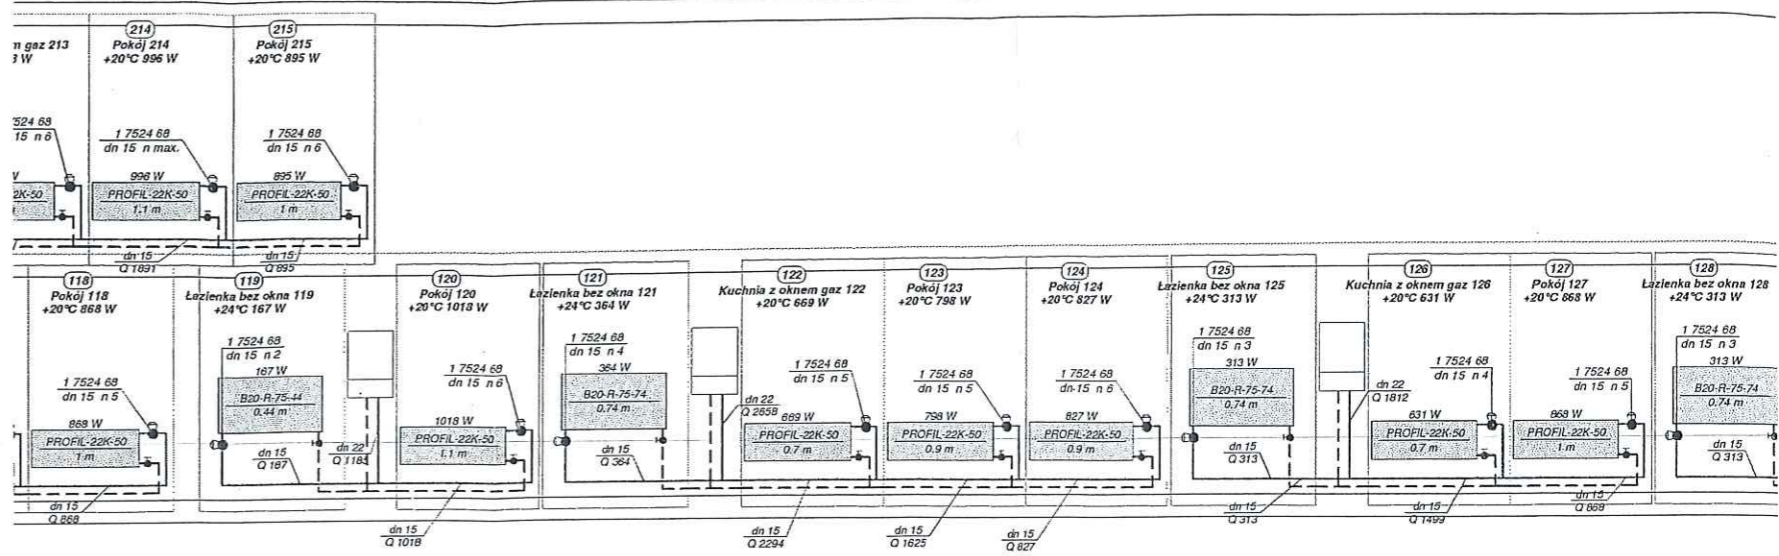 m gaz 213
3 W
7524 68
15 n 6
W
2K-50
214
Pokój 214
+20°C 996 W
1 7524 68
dn 15 n max.
996 W
PROFIL-22K-50
1.1 m
dn 15
Q 1891
215
Pokój 215
+20°C 895 W
1 7524 68
dn 15 n 6
895 W
PROFIL-22K-50
1 m
dn 15
Q 895
118
Pokój 118
+20°C 868 W
1 7524 68
dn 15 n 5
868 W
PROFIL-22K-50
1 m
dn 15
Q 868
119
Łazienka bez okna 119
+24°C 167 W
1 7524 68
dn 15 n 2
167 W
B20-R-75-44
0.44 m
dn 15
Q 167
dn 22
Q 1185
120
Pokój 120
+20°C 1018 W
1 7524 68
dn 15 n 6
1018 W
PROFIL-22K-50
1.1 m
dn 15
Q 1018
121
Łazienka bez okna 121
+24°C 364 W
1 7524 68
dn 15 n 4
364 W
B20-R-75-74
0.74 m
dn 15
Q 364
dn 22
Q 2658
122
Kuchnia z oknem gaz 122
+20°C 669 W
1 7524 68
dn 15 n 5
669 W
PROFIL-22K-50
0.7 m
dn 15
Q 2294
123
Pokój 123
+20°C 798 W
1 7524 68
dn 15 n 5
798 W
PROFIL-22K-50
0.9 m
dn 15
Q 1625
124
Pokój 124
+20°C 827 W
1 7524 68
dn 15 n 6
827 W
PROFIL-22K-50
0.9 m
dn 15
Q 827
125
Łazienka bez okna 125
+24°C 313 W
1 7524 68
dn 15 n 3
313 W
B20-R-75-74
0.74 m
dn 15
Q 313
dn 15
Q 313
dn 22
Q 1812
126
Kuchnia z oknem gaz 126
+20°C 631 W
1 7524 68
dn 15 n 4
631 W
PROFIL-22K-50
0.7 m
dn 15
Q 1499
127
Pokój 127
+20°C 868 W
1 7524 68
dn 15 n 5
868 W
PROFIL-22K-50
1 m
dn 15
Q 868
128
Łazienka bez okna 128
+24°C 313 W
1 7524 68
dn 15 n 3
313 W
B20-R-75-74
0.74 m
dn 15
Q 313